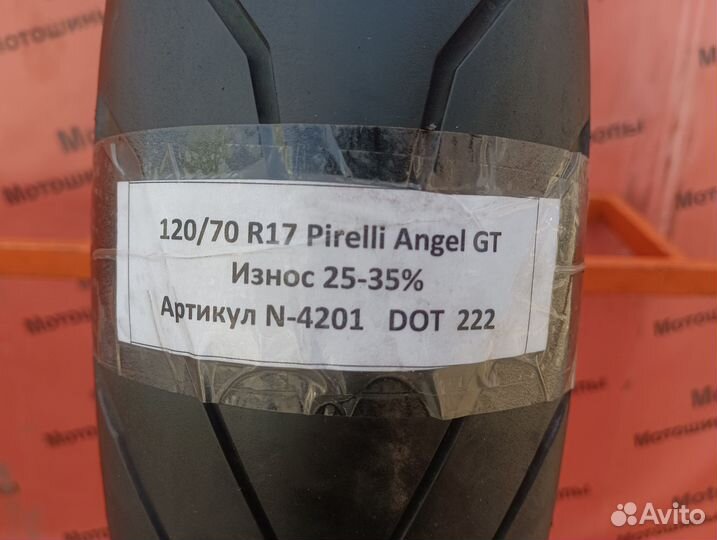 120/70 R17 Pirelli Angel GT
Износ 25-35%
Артикул N-4201 DOT 222
Avito